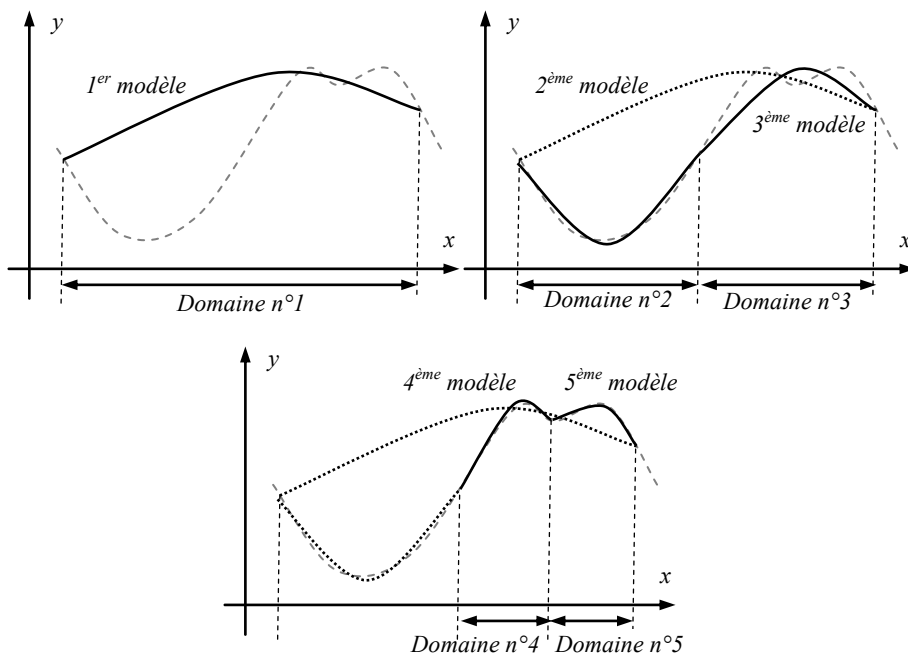 y
1er modèle
x
Domaine n°1
y
2ème modèle
3ème modèle
x
Domaine n°2
Domaine n°3
y
4ème modèle
5ème modèle
x
Domaine n°4
Domaine n°5